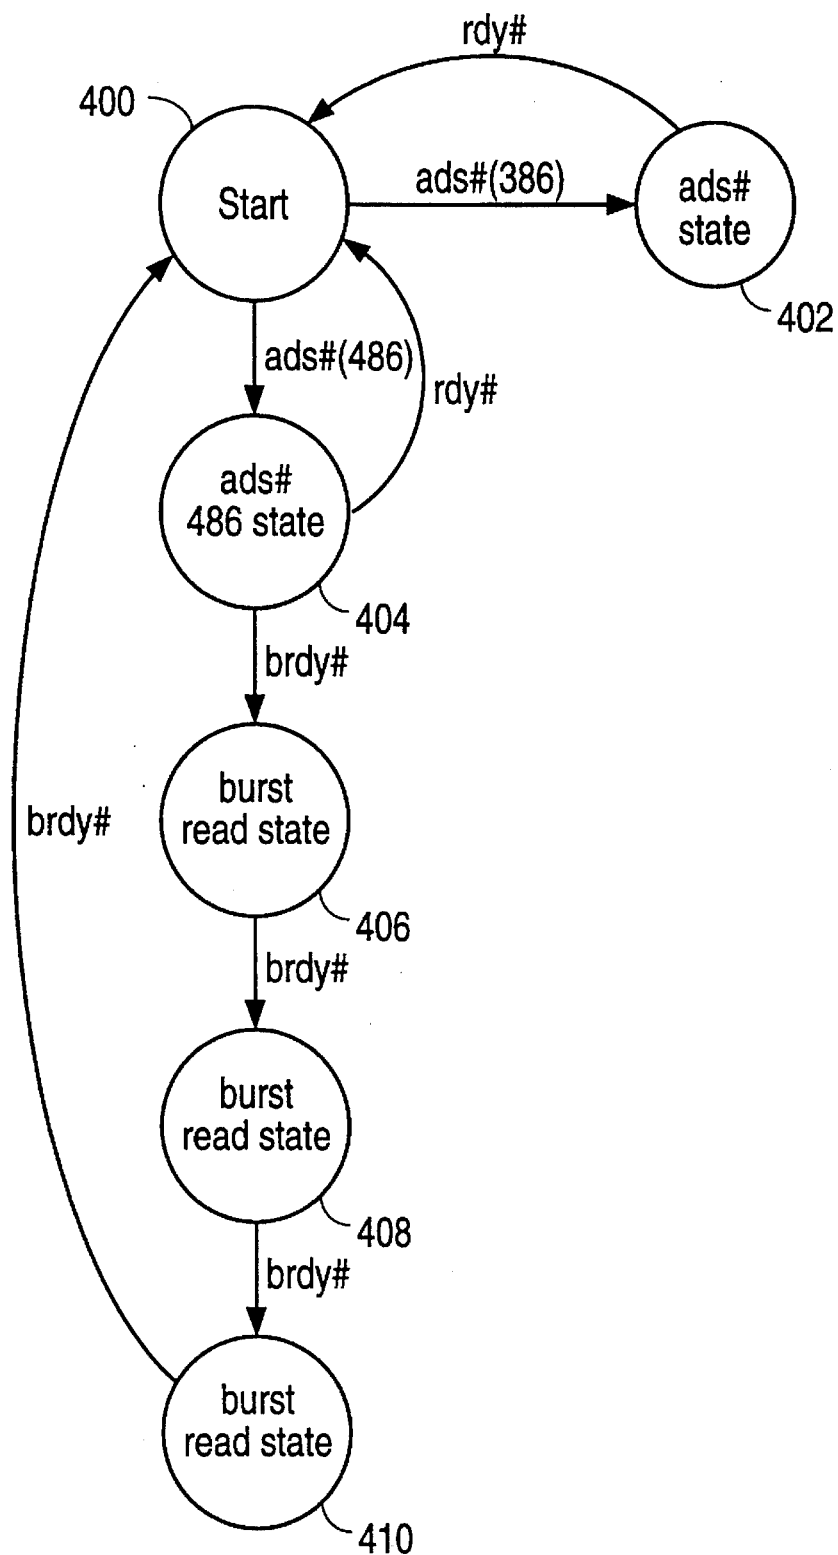 rdy#
400
Start
ads#(386)
ads#
state
402
ads#(486)
rdy#
ads#
486 state
404
brdy#
burst
read state
brdy#
406
brdy#
burst
read state
408
brdy#
burst
read state
410